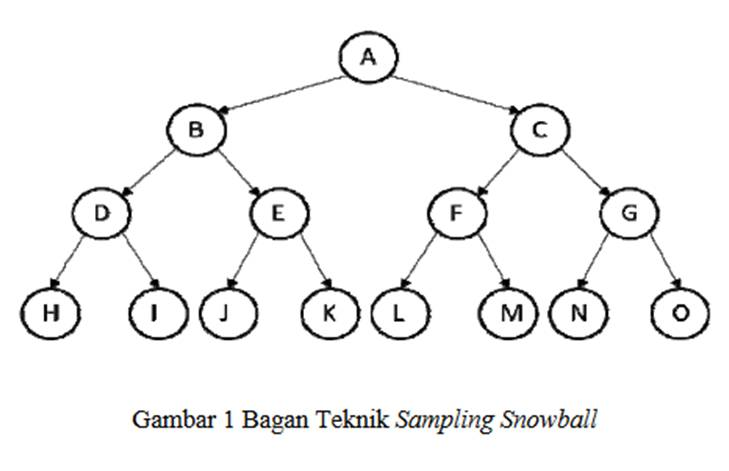 A
B C
D E F G
H I J K L M N O
Gambar 1 Bagan Teknik Sampling Snowball